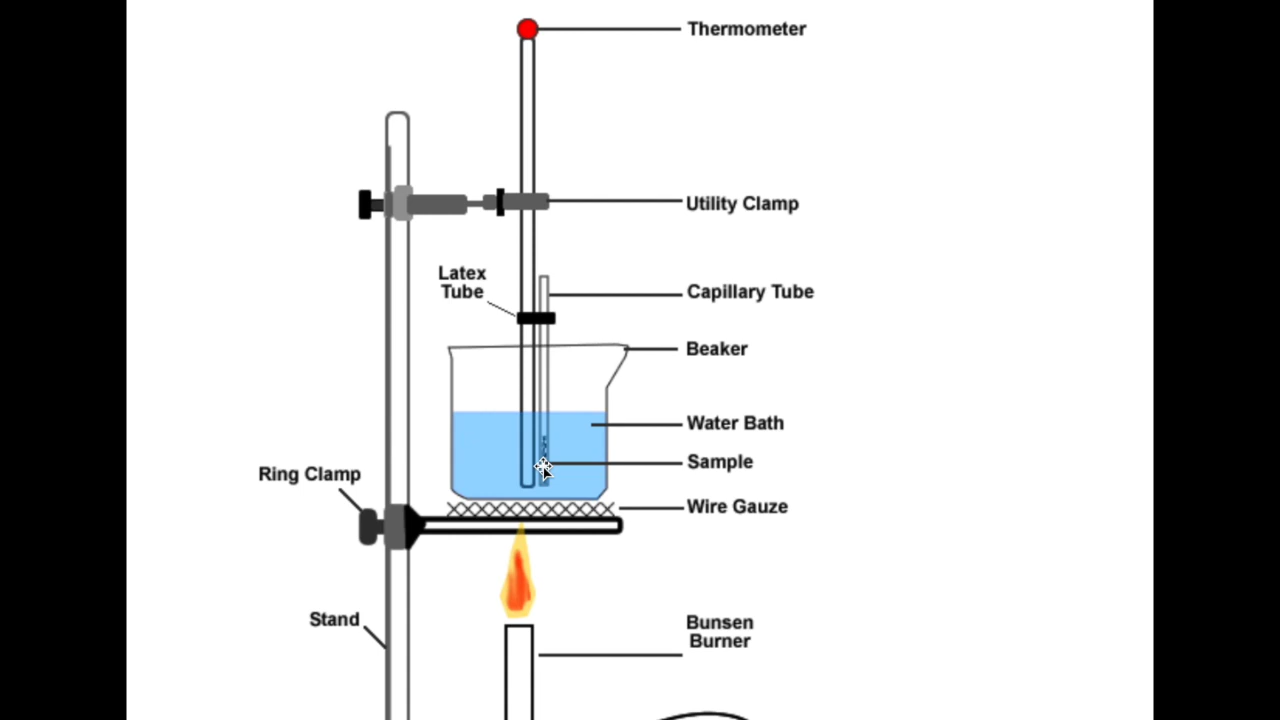 Thermometer
Utility Clamp
Latex
Tube
Capillary Tube
Beaker
Water Bath
Sample
Ring Clamp
Wire Gauze
Stand
Bunsen
Burner